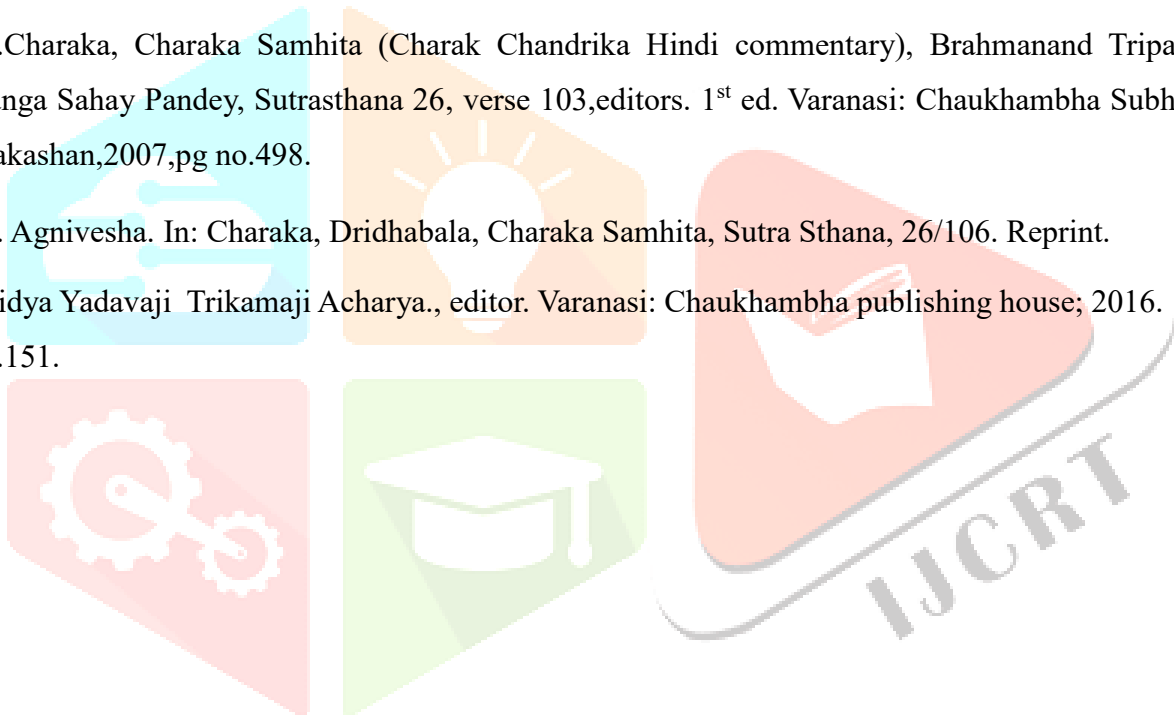 .Charaka, Charaka Samhita (Charak Chandrika Hindi commentary), Brahmanand Tripa
nga Sahay Pandey, Sutrasthana 26, verse 103,editors. 1st ed. Varanasi: Chaukhambha Subh
akashan,2007,pg no.498.
. Agnivesha. In: Charaka, Dridhabala, Charaka Samhita, Sutra Sthana, 26/106. Reprint.
idya Yadavaji Trikamaji Acharya., editor. Varanasi: Chaukhambha publishing house; 2016.
.151.
IJCRT